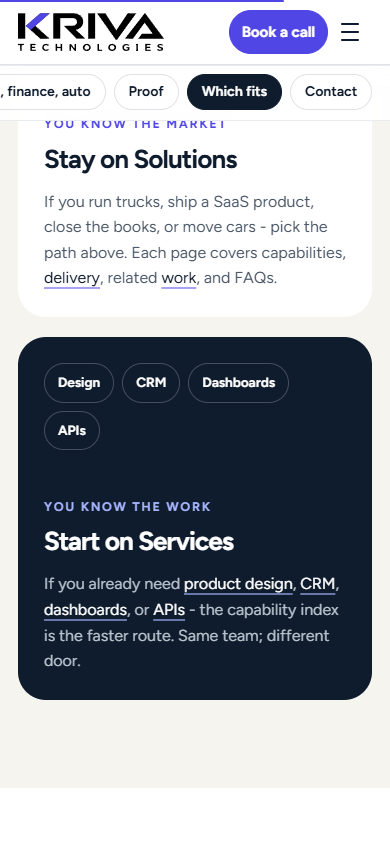 KRIVA
TECHNOLOGIES
Book a call
, finance, auto
Proof
Which fits
Contact
YOU KNOW THE MARKET
Stay on Solutions
If you run trucks, ship a SaaS product,
close the books, or move cars - pick the
path above. Each page covers capabilities,
delivery, related work, and FAQs.
Design
CRM
Dashboards
APIs
YOU KNOW THE WORK
Start on Services
If you already need product design, CRM,
dashboards, or APIs - the capability index
is the faster route. Same team; different
door.